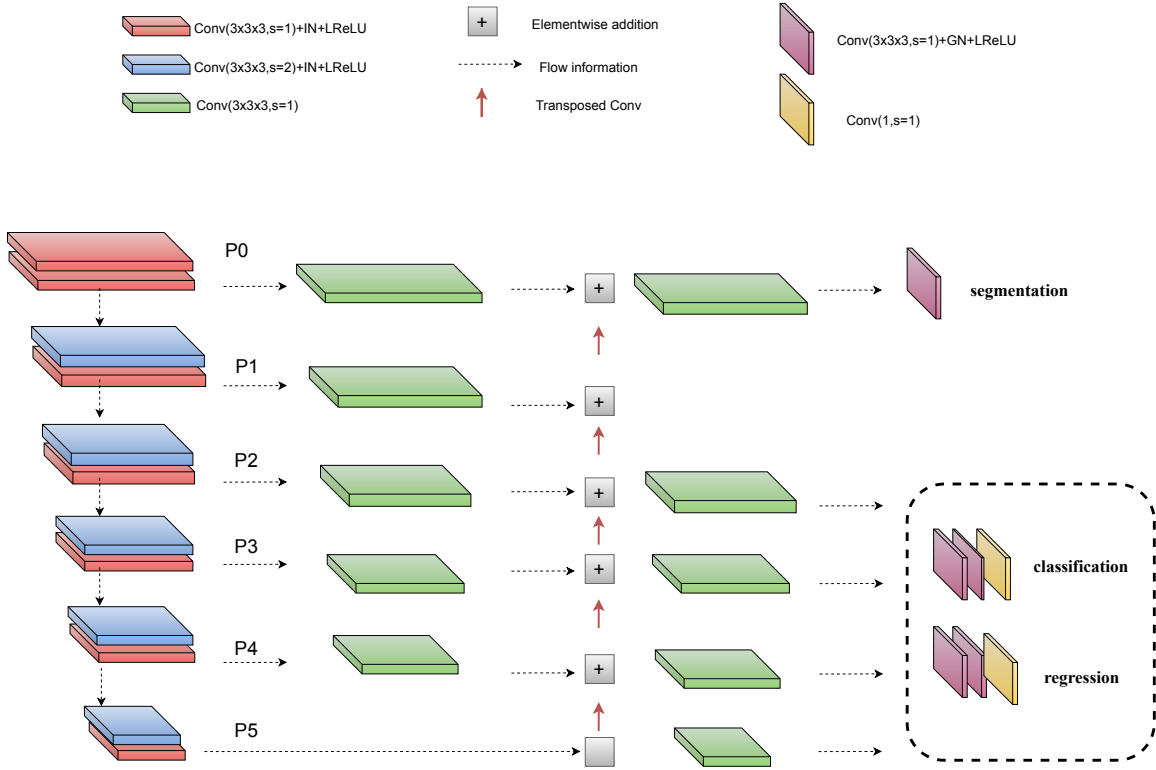 Conv(3x3x3,s=1)+IN+LReLU
Conv(3x3x3,s=2)+IN+LReLU
Conv(3x3x3,s=1)
+
Elementwise addition
Flow information
Transposed Conv
Conv(3x3x3,s=1)+GN+LReLU
Conv(1,s=1)
P0
+
segmentation
P1
+
P2
+
P3
+
classification
P4
+
regression
P5